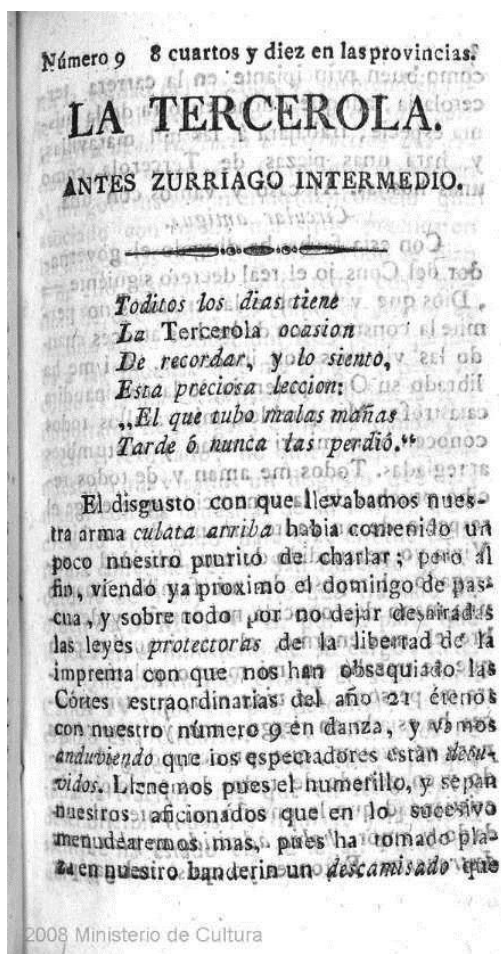 Número 9 8 cuartos y diez en las provincias.
LA TERCEROLA.
ANTES ZURRIAGO INTERMEDIO.
Toditos los dias tiene
La Tercerola ocasion
De recordar, y lo siento,
Esta preciosa leccion:
„El que tubo malas mañas
Tarde ó nunca las perdió.“
El disgusto con que llevabamos nues-
tra arma culata arriba habia contenido un
poco nuestro prurito de charlar; pero al
fin, viendo ya proximo el domingo de pas-
cua, y sobre todo por no dejar desairadas
las leyes protectoras de la libertad de la
imprenta con que nos han obsequiado las
Córtes estraordinarias del año 21 étenos
con nuestro número 9 en danza, y vamos
anduviendo que los espectadores están desu-
vidos. Llenemos pues el numerillo, y sepan
nuestros aficionados que en lo sucesivo
menudearemos mas, pues ha tomado pla-
za en nuestro banderin un descamisado que
2008 Ministerio de Cultura